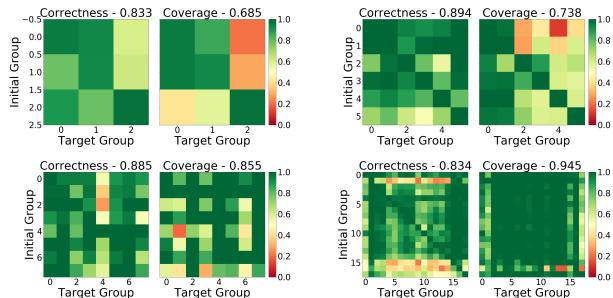 Correctness - 0.833 Coverage - 0.685
−0.5
0.0
0.5
1.0
1.5
2.0
2.5
Initial Group
0 1 2 0 1 2
Target Group Target Group
1.0
0.8
0.6
0.4
0.2
0.0
Correctness - 0.894 Coverage - 0.738
0
1
2
3
4
5
Initial Group
0 2 4 0 2 4
Target Group Target Group
1.0
0.8
0.6
0.4
0.2
0.0
Correctness - 0.885 Coverage - 0.855
0
2
4
6
Initial Group
0 2 4 6 0 2 4 6
Target Group Target Group
1.0
0.8
0.6
0.4
0.2
0.0
Correctness - 0.834 Coverage - 0.945
0
5
10
15
Initial Group
0 5 10 15 0 5 10 15
Target Group Target Group
1.0
0.8
0.6
0.4
0.2
0.0